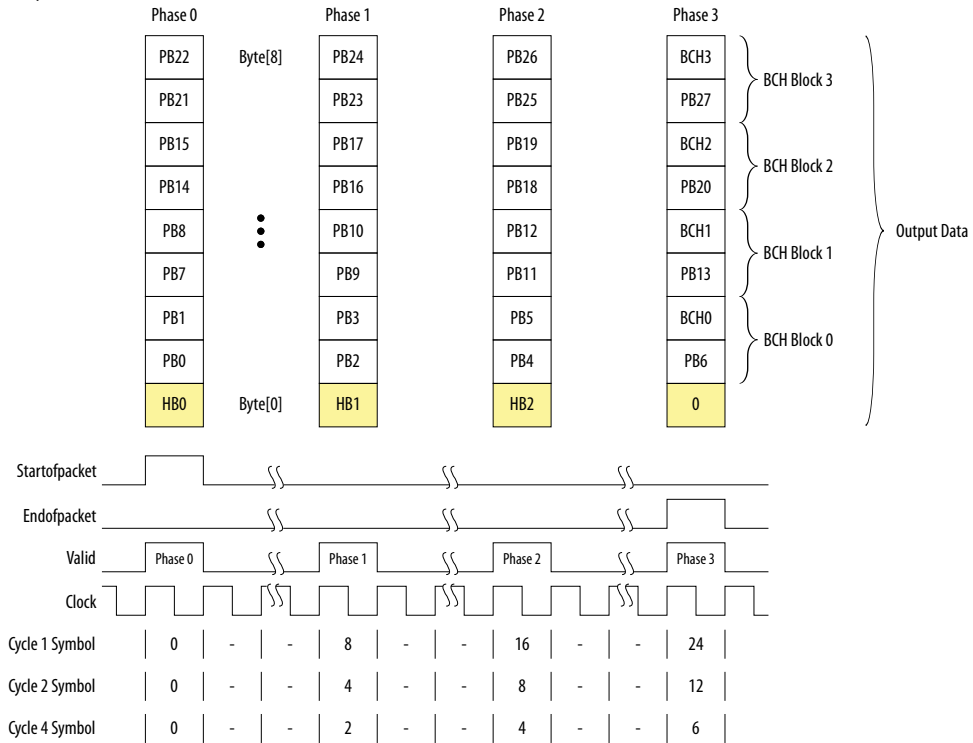 Phase 0 Phase 1 Phase 2 Phase 3
PB22 Byte[8] PB24 PB26 BCH3
BCH Block 3
PB21 PB23 PB25 PB27
PB15 PB17 PB19 BCH2
BCH Block 2
PB14 PB16 PB18 PB20
PB8 PB10 PB12 BCH1
Output Data
BCH Block 1
PB7 PB9 PB11 PB13
PB1 PB3 PB5 BCH0
BCH Block 0
PB0 PB2 PB4 PB6
HB0 Byte[0] HB1 HB2 0
Startofpacket
Endofpacket
Valid Phase 0 Phase 1 Phase 2 Phase 3
Clock
Cycle 1 Symbol 0 - - 8 - - 16 - - 24
Cycle 2 Symbol 0 - - 4 - - 8 - - 12
Cycle 4 Symbol 0 - - 2 - - 4 - - 6